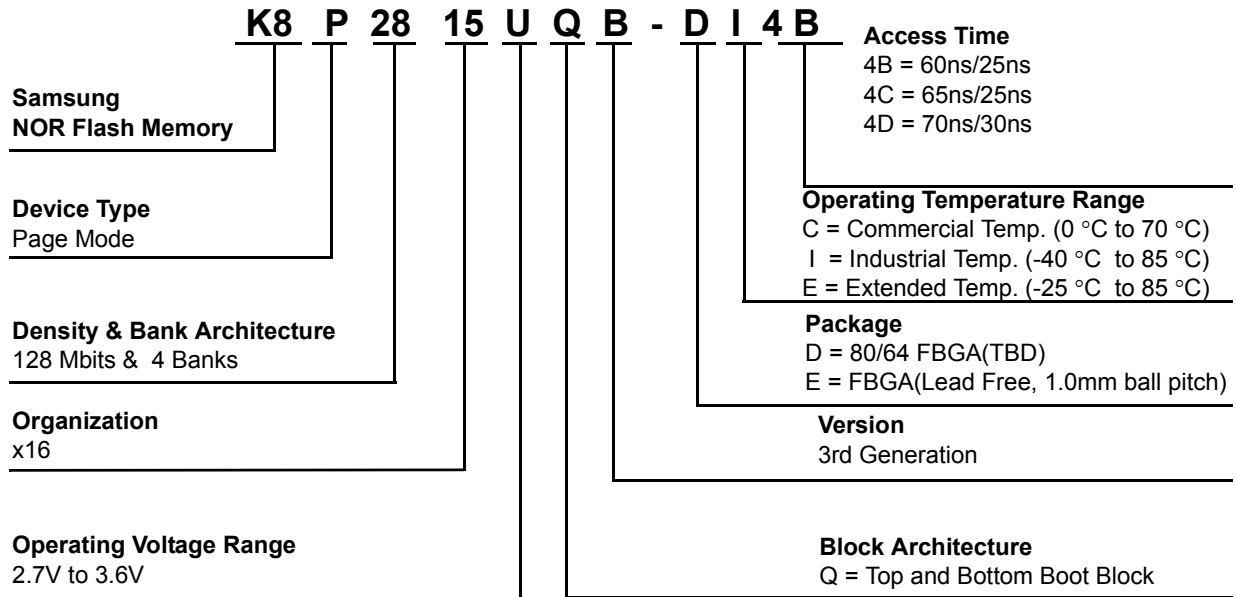 K8 P 28 15 U Q B - D I 4 B
Samsung
NOR Flash Memory
Device Type
Page Mode
Density & Bank Architecture
128 Mbits & 4 Banks
Organization
x16
Operating Voltage Range
2.7V to 3.6V
Access Time
4B = 60ns/25ns
4C = 65ns/25ns
4D = 70ns/30ns
Operating Temperature Range
C = Commercial Temp. (0 °C to 70 °C)
I = Industrial Temp. (-40 °C to 85 °C)
E = Extended Temp. (-25 °C to 85 °C)
Package
D = 80/64 FBGA(TBD)
E = FBGA(Lead Free, 1.0mm ball pitch)
Version
3rd Generation
Block Architecture
Q = Top and Bottom Boot Block